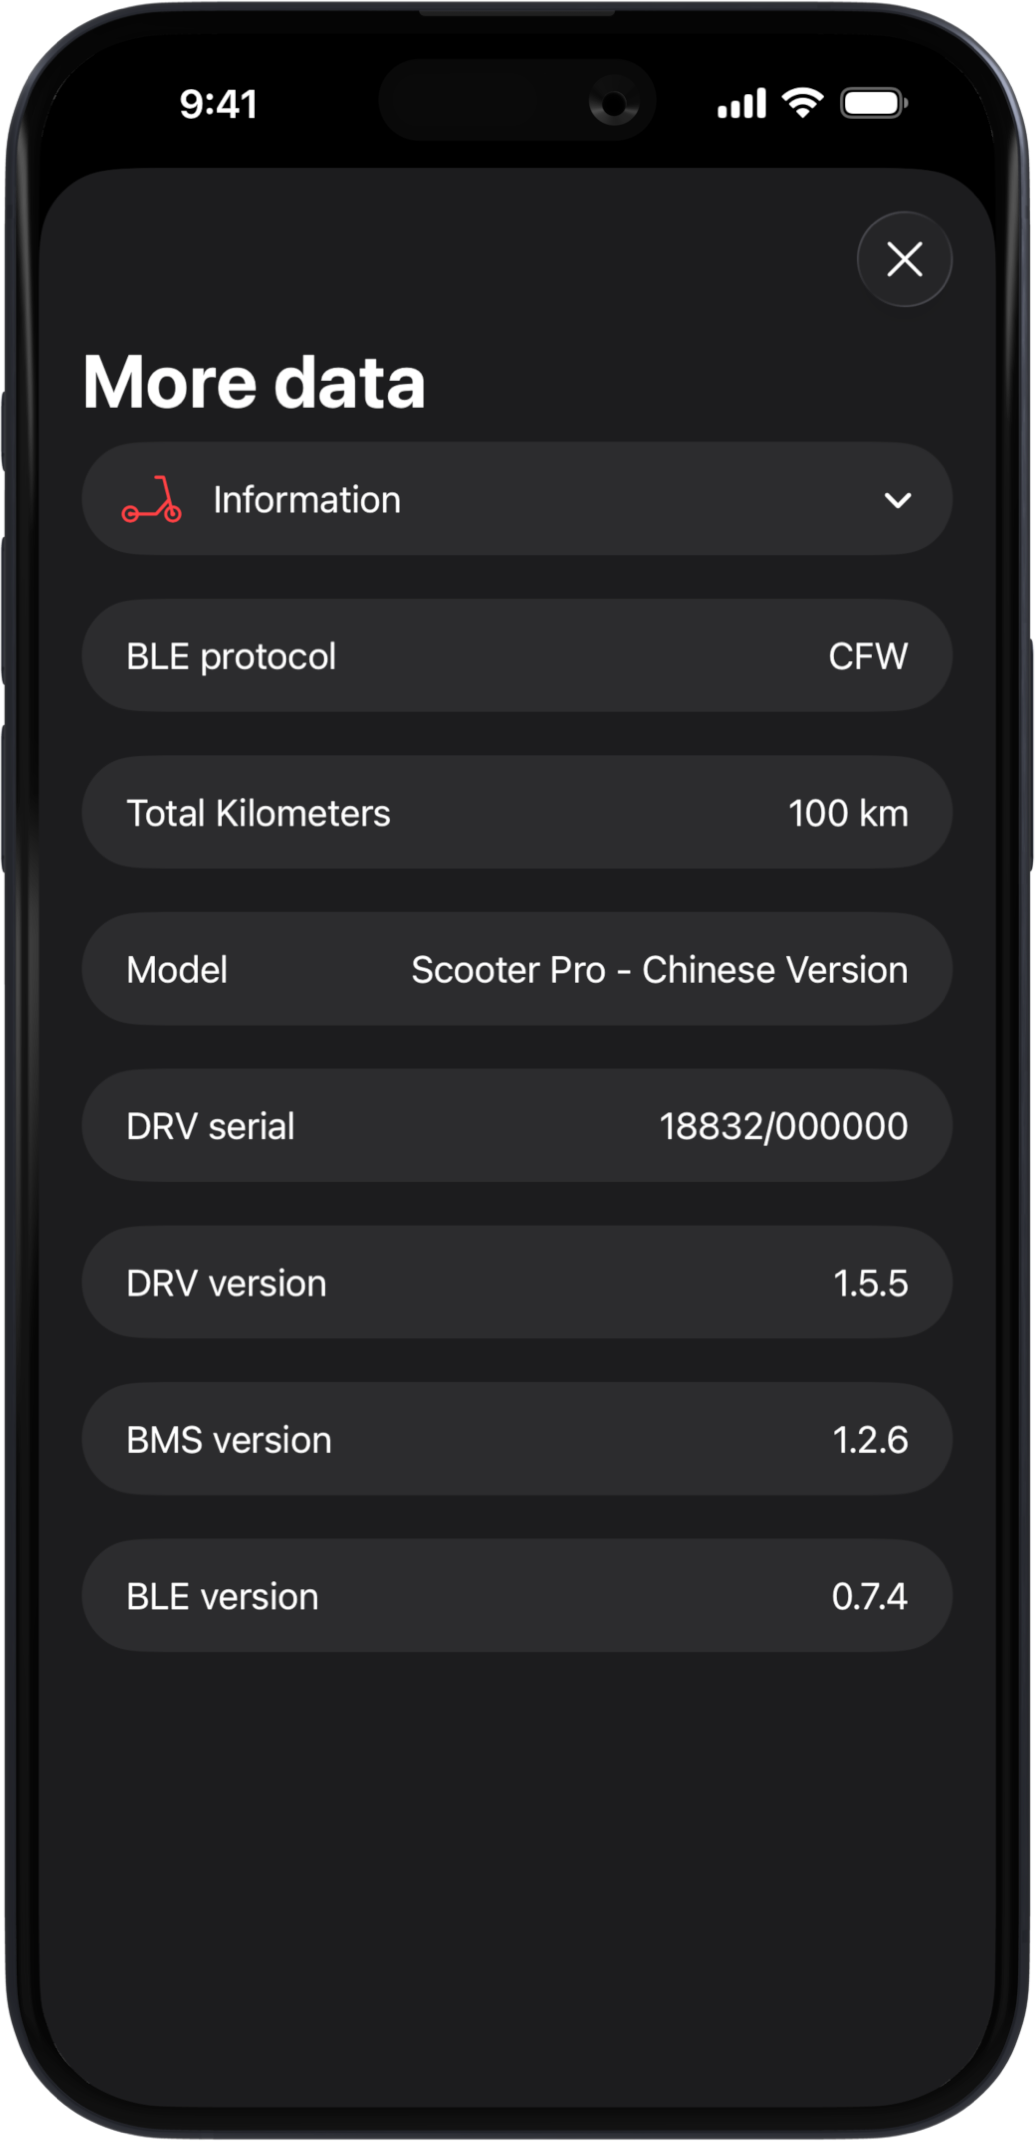 9:41
More data
Information
BLE protocol CFW
Total Kilometers 100 km
Model Scooter Pro - Chinese Version
DRV serial 18832/000000
DRV version 1.5.5
BMS version 1.2.6
BLE version 0.7.4